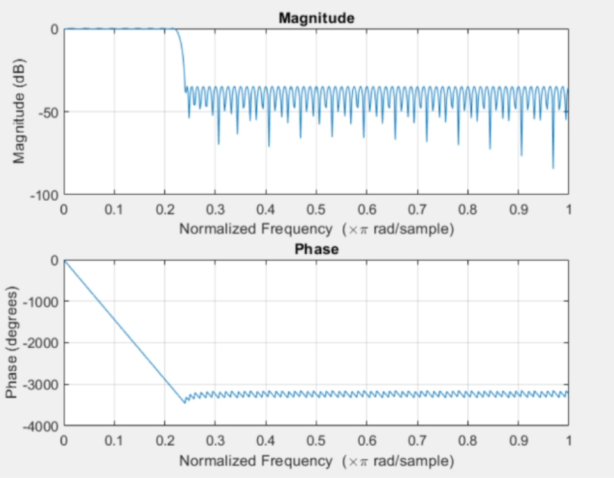 Magnitude
0
-50
-100
Magnitude (dB)
0 0.1 0.2 0.3 0.4 0.5 0.6 0.7 0.8 0.9 1
Normalized Frequency (×π rad/sample)
Phase
0
-1000
-2000
-3000
-4000
Phase (degrees)
0 0.1 0.2 0.3 0.4 0.5 0.6 0.7 0.8 0.9 1
Normalized Frequency (×π rad/sample)